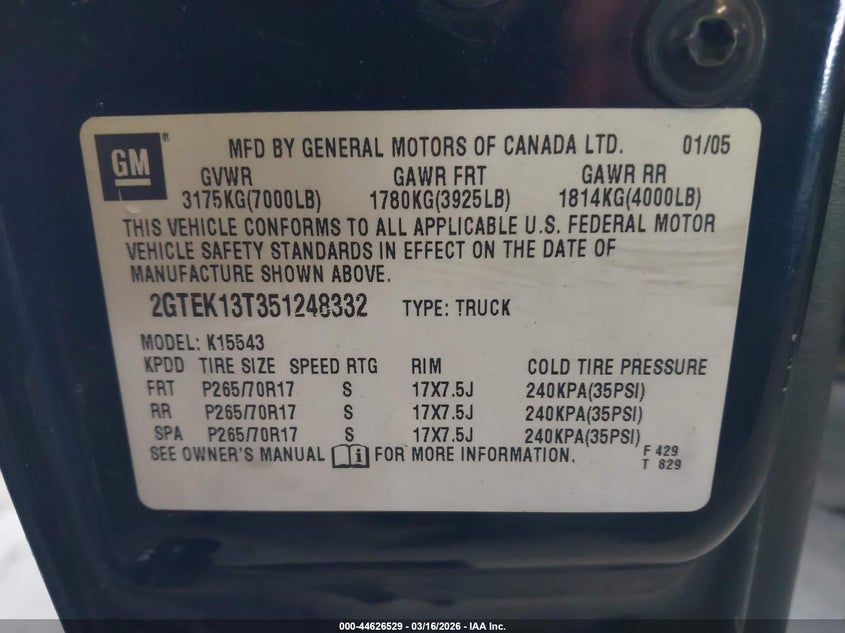 GM ® MFD BY GENERAL MOTORS OF CANADA LTD. 01/05
GVWR GAWR FRT GAWR RR
3175KG(7000LB) 1780KG(3925LB) 1814KG(4000LB)
THIS VEHICLE CONFORMS TO ALL APPLICABLE U.S. FEDERAL MOTOR
VEHICLE SAFETY STANDARDS IN EFFECT ON THE DATE OF
MANUFACTURE SHOWN ABOVE.
2GTEK13T351248332 TYPE: TRUCK
MODEL: K15543
KPDD TIRE SIZE SPEED RTG RIM COLD TIRE PRESSURE
FRT P265/70R17 S 17X7.5J 240KPA(35PSI)
RR P265/70R17 S 17X7.5J 240KPA(35PSI)
SPA P265/70R17 S 17X7.5J 240KPA(35PSI)
SEE OWNER'S MANUAL i FOR MORE INFORMATION. F 429
T 829
000-44626529 - 03/16/2026 - IAA Inc.